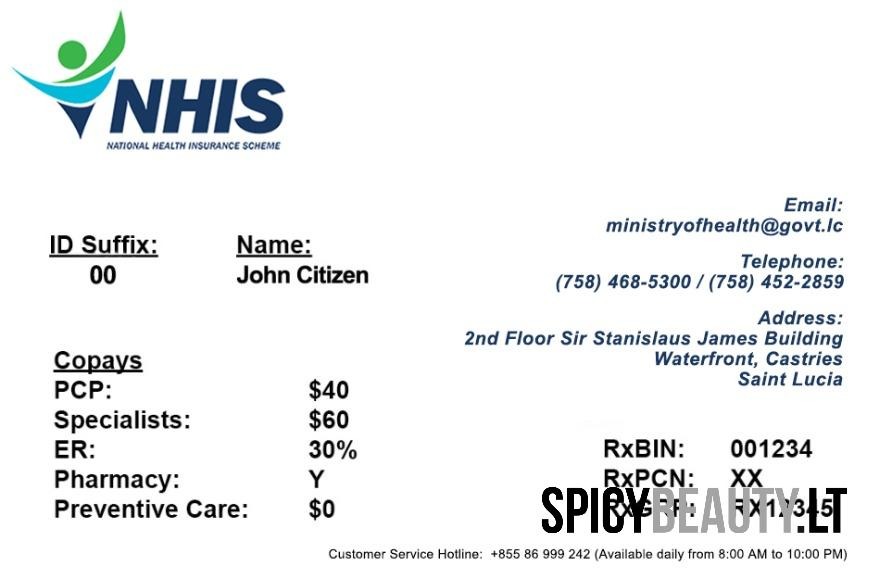 NHIS
NATIONAL HEALTH INSURANCE SCHEME
Email:
ministryofhealth@govt.lc
Telephone:
(758) 468-5300 / (758) 452-2859
Address:
2nd Floor Sir Stanislaus James Building
Waterfront, Castries
Saint Lucia
ID Suffix: Name:
00 John Citizen
Copays
PCP: $40
Specialists: $60
ER: 30%
Pharmacy: Y
Preventive Care: $0
RxBIN: 001234
RxPCN: XX
RxGRP: RX12345
SPICYBEAUTY.LT
Customer Service Hotline: +855 86 999 242 (Available daily from 8:00 AM to 10:00 PM)